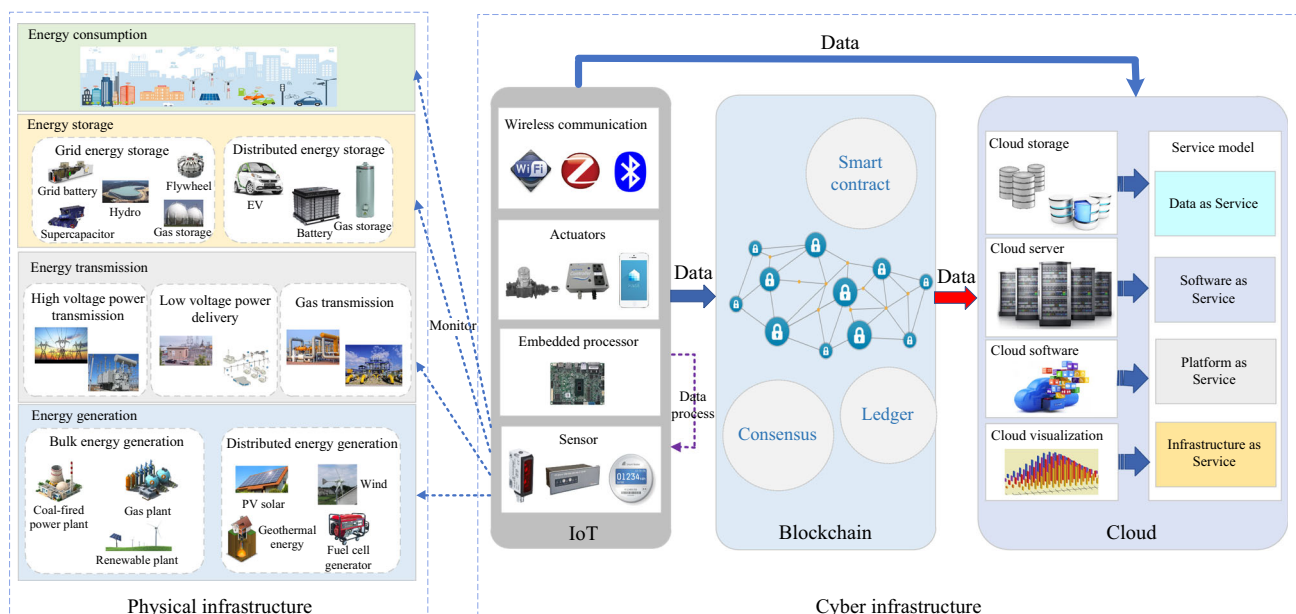 Energy consumption
Energy storage
Grid energy storage
Grid battery
Flywheel
Hydro
Supercapacitor
Gas storage
Distributed energy storage
EV
Battery
Gas storage
Energy transmission
High voltage power
transmission
Low voltage power
delivery
Gas transmission
Energy generation
Bulk energy generation
Coal-fired
power plant
Gas plant
Renewable plant
Distributed energy generation
PV solar
Wind
Geothermal
energy
Fuel cell
generator
Physical infrastructure
Monitor
Data
Wireless communication
WiFi
Actuators
Embedded processor
Data
process
Sensor
01234
IoT
Data
Smart
contract
Consensus
Ledger
Blockchain
Data
Cloud storage
Cloud server
Cloud software
Cloud visualization
Service model
Data as Service
Software as
Service
Platform as
Service
Infrastructure as
Service
Cloud
Cyber infrastructure